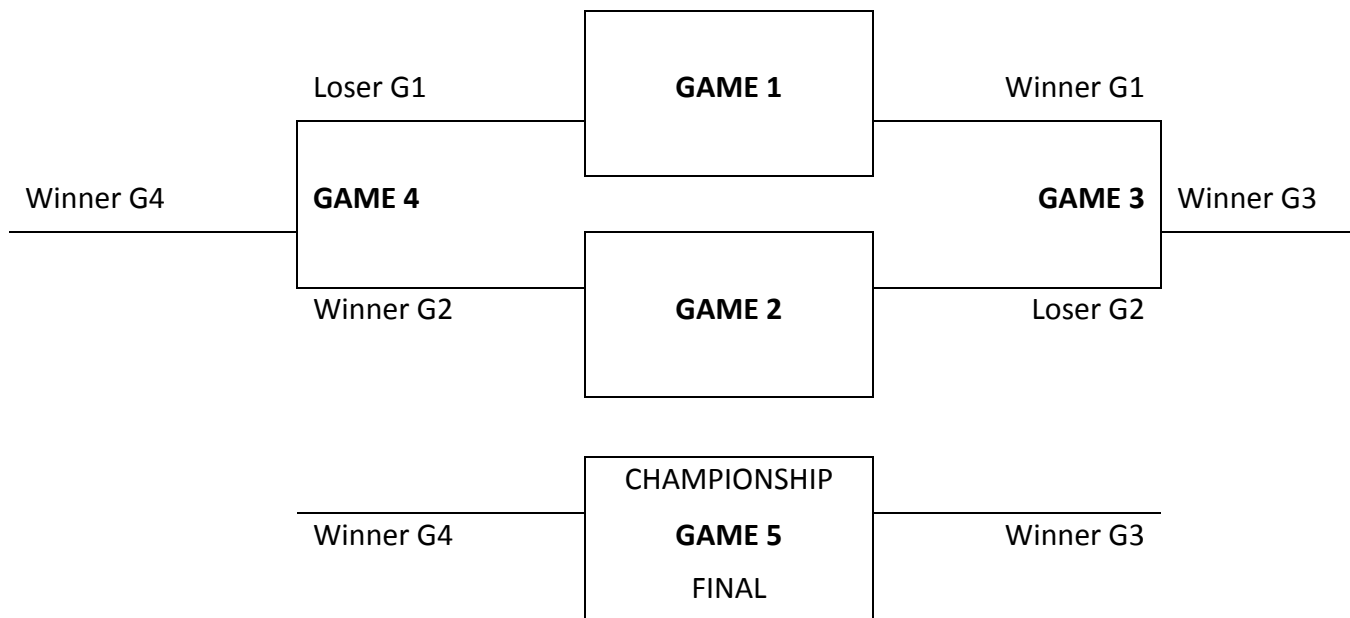 Loser G1
GAME 1
Winner G1
Winner G4
GAME 4
GAME 3
Winner G3
Winner G2
GAME 2
Loser G2
CHAMPIONSHIP
Winner G4
GAME 5
Winner G3
FINAL